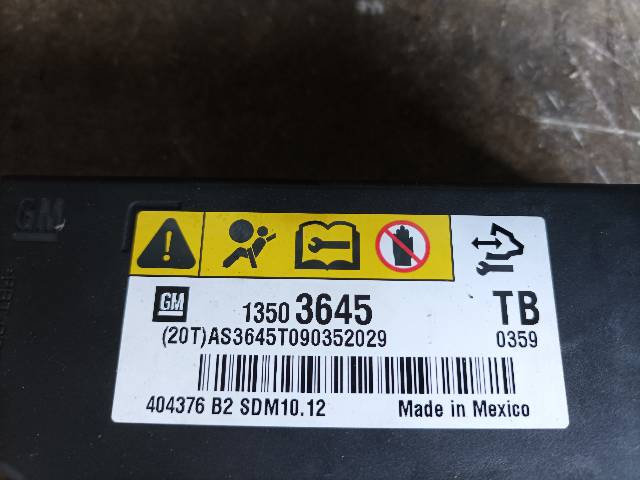 GM
GM
1350 3645
TB
(20T)AS3645T090352029
0359
404376 B2 SDM10.12
Made in Mexico